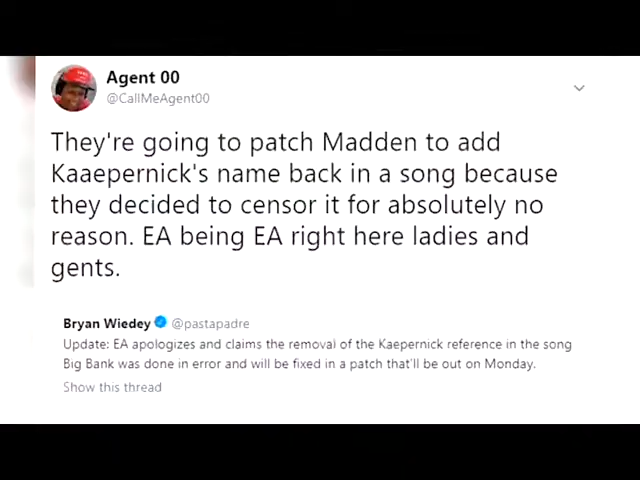 Agent 00
@CallMeAgent00
They're going to patch Madden to add
Kaaepernick's name back in a song because
they decided to censor it for absolutely no
reason. EA being EA right here ladies and
gents.
Bryan Wiedey @pastapadre
Update: EA apologizes and claims the removal of the Kaepernick reference in the song
Big Bank was done in error and will be fixed in a patch that'll be out on Monday.
Show this thread